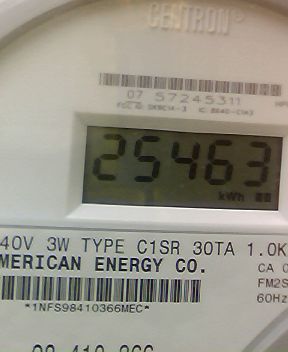 CENTRON®
07 57245311
25463
kWh
40V 3W TYPE C1SR 30TA 1.0K
MERICAN ENERGY CO.
CA 0
FM2S
60Hz
*1NFS98410366MEC*